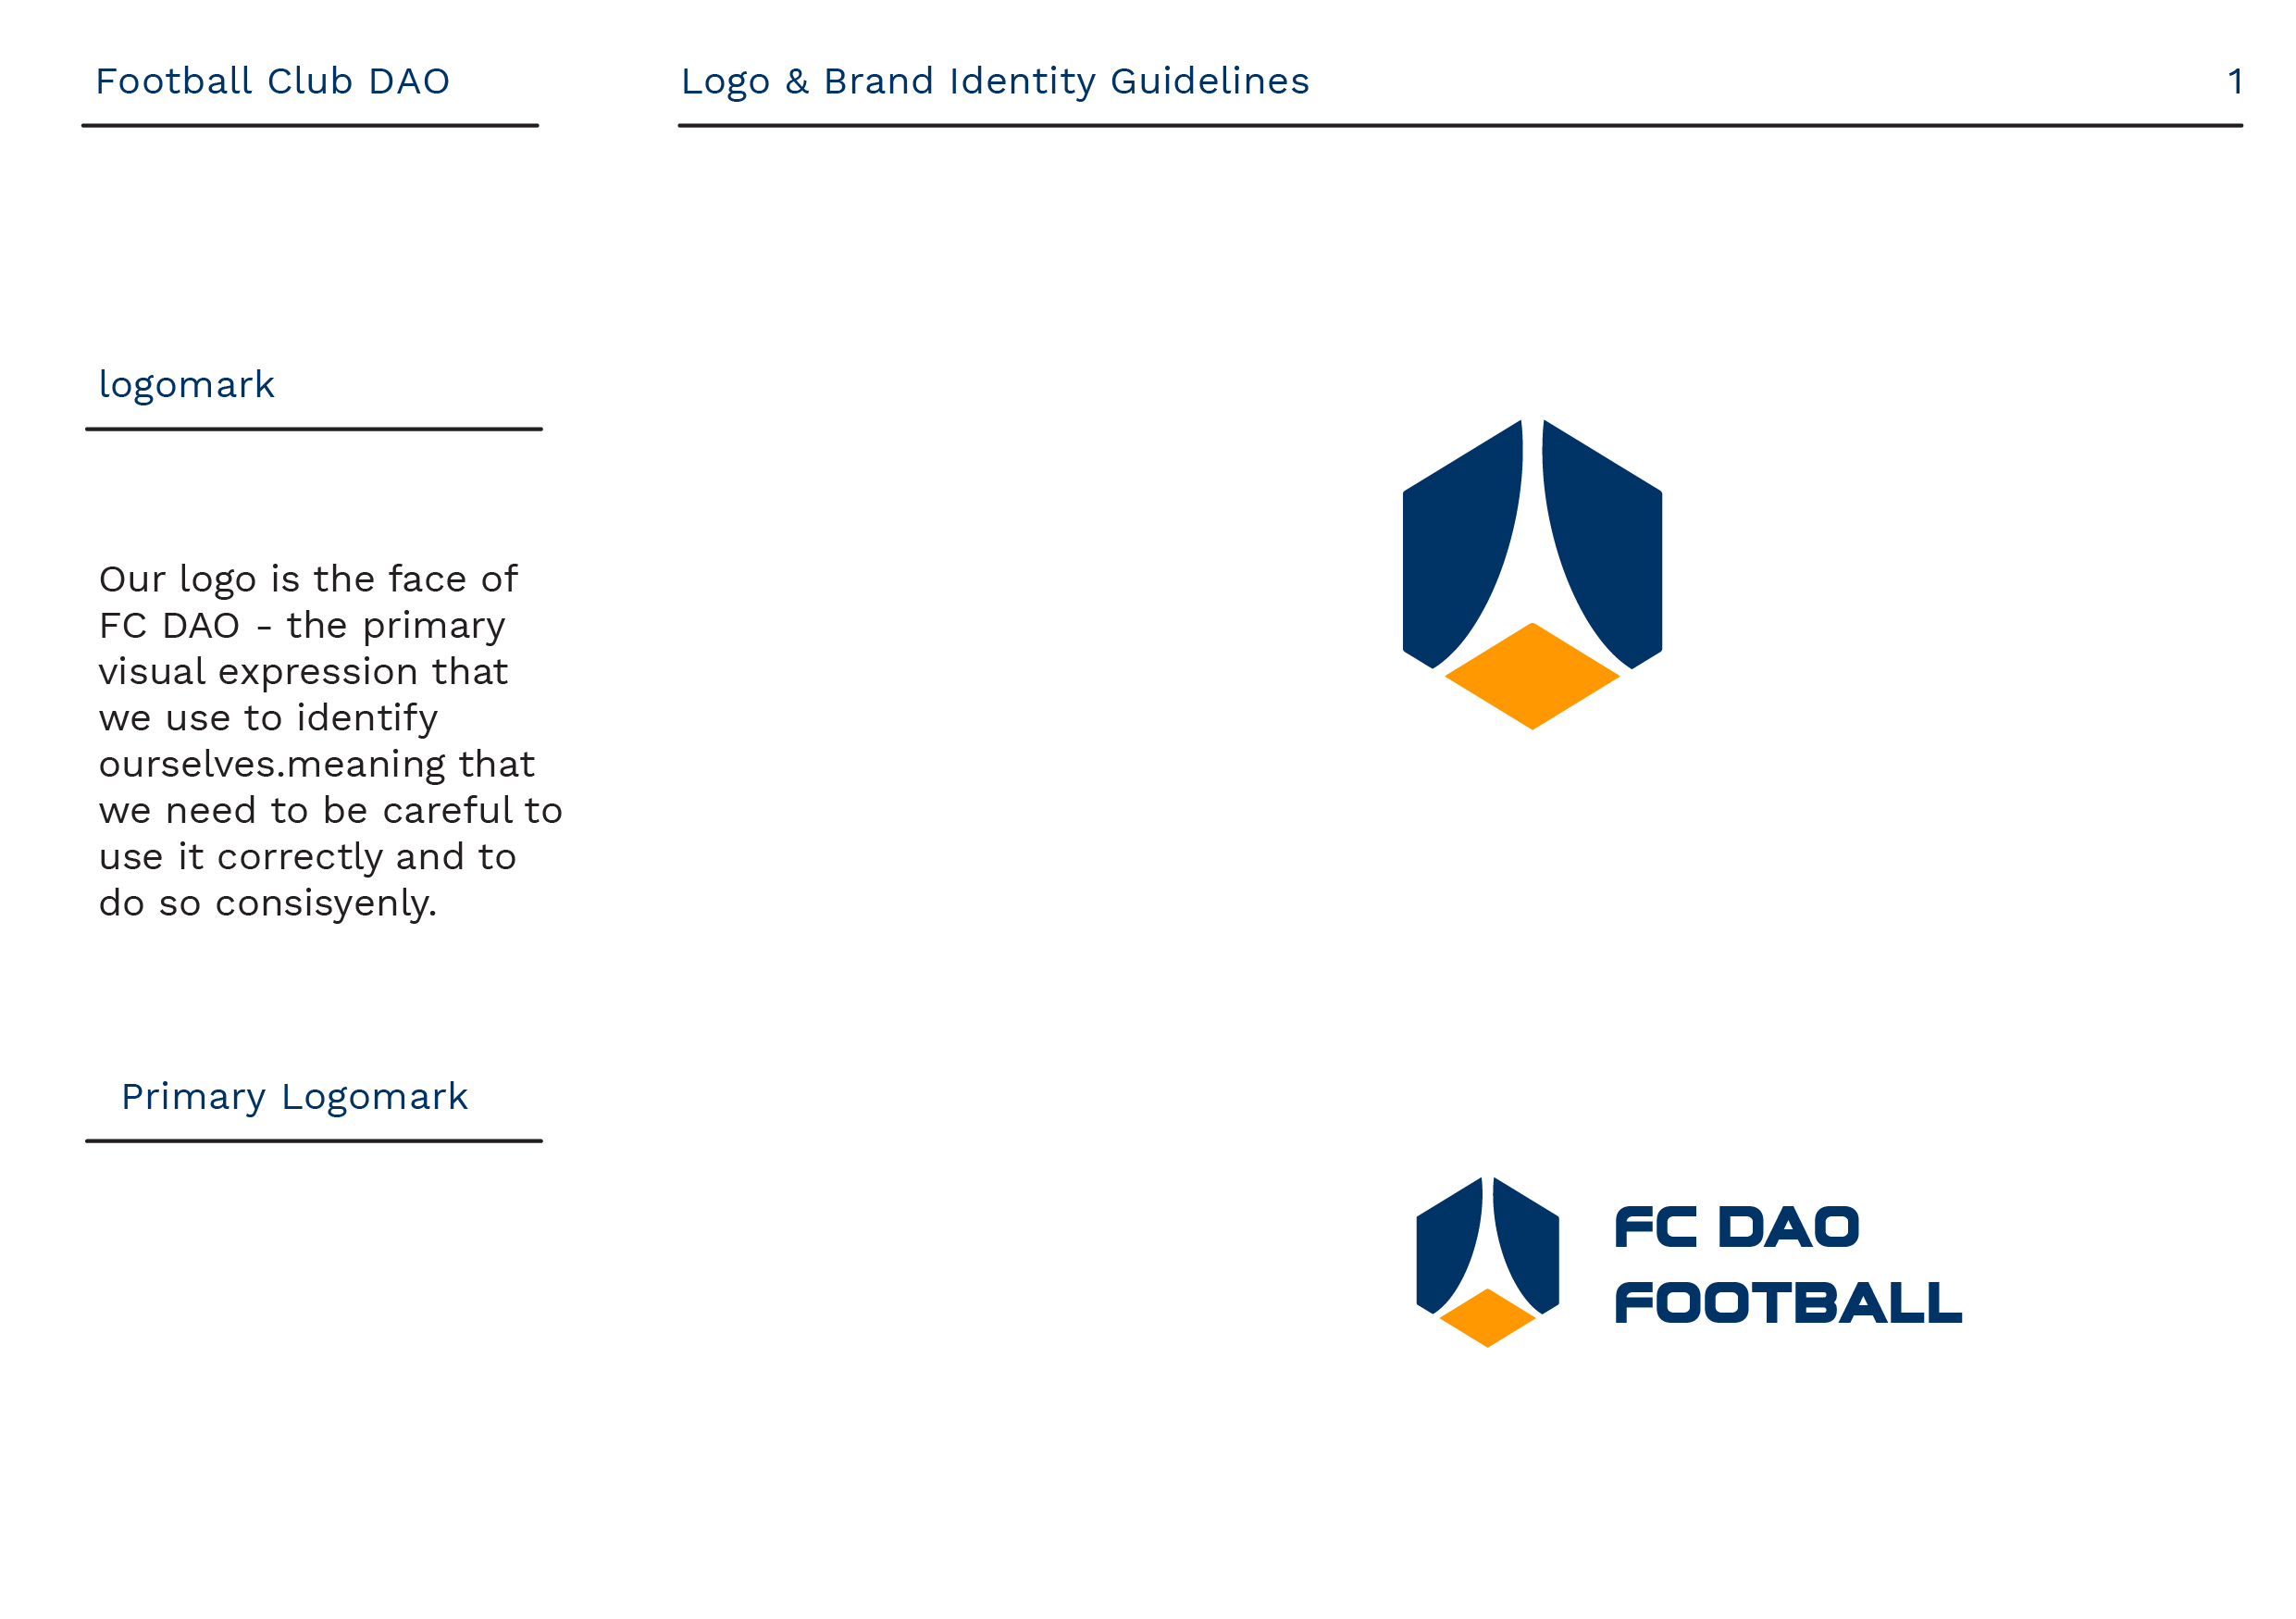 Football Club DAO
Logo & Brand Identity Guidelines
1
logomark
Our logo is the face of
FC DAO - the primary
visual expression that
we use to identify
ourselves.meaning that
we need to be careful to
use it correctly and to
do so consisyenly.
Primary Logomark
FC DAO
FOOTBALL